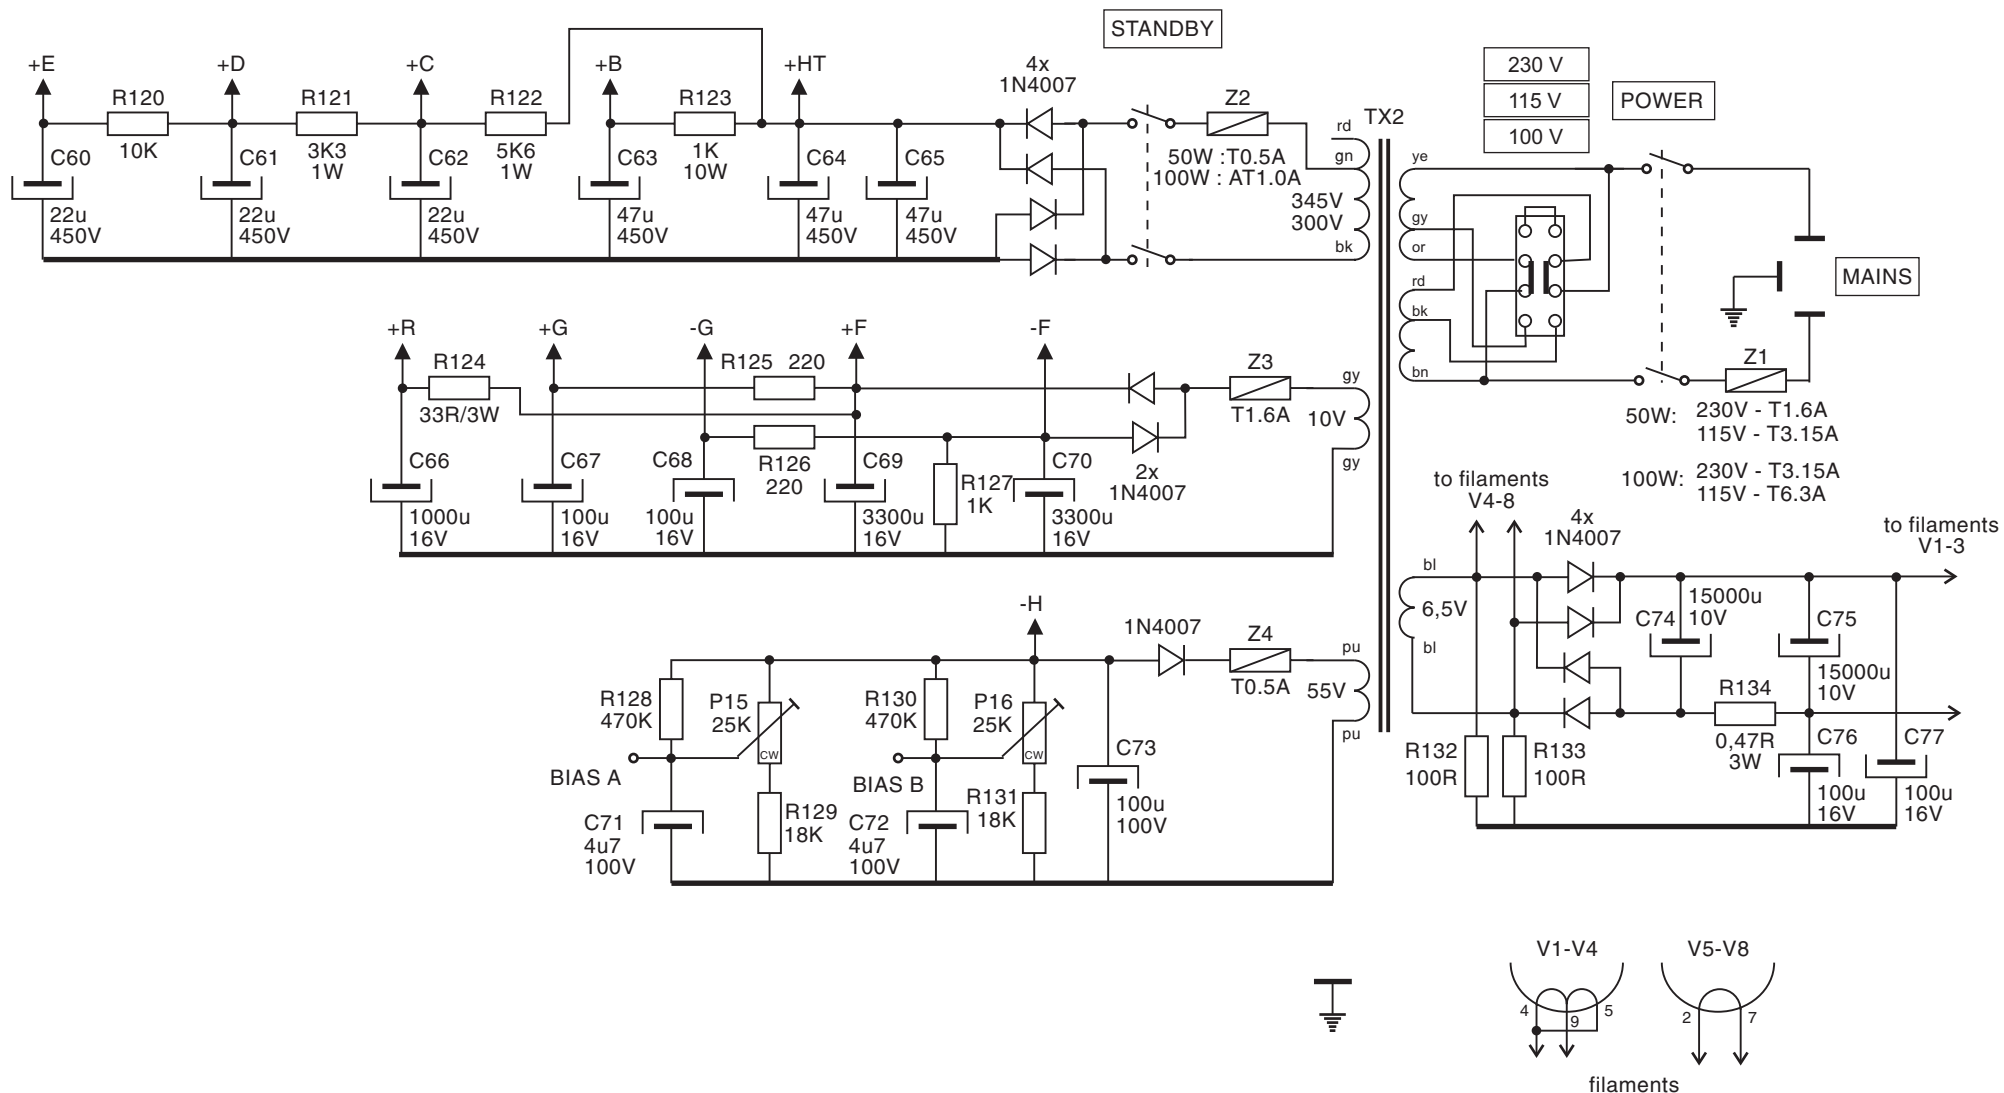 STANDBY
230 V
115 V
100 V
POWER
+E
+D
+C
+B
+HT
4x
1N4007
R120
10K
R121
3K3
1W
R122
5K6
1W
R123
1K
10W
Z2
50W :T0.5A
100W : AT1.0A
TX2
rd
gn
345V
300V
bk
C60
22u
450V
C61
22u
450V
C62
22u
450V
C63
47u
450V
C64
47u
450V
C65
47u
450V
ye
gy
or
rd
bk
bn
MAINS
Z1
50W:
230V - T1.6A
115V - T3.15A
100W:
230V - T3.15A
115V - T6.3A
+R
+G
-G
+F
-F
R124
33R/3W
R125 220
R126
220
R127
1K
Z3
T1.6A
gy
10V
gy
2x
1N4007
C66
1000u
16V
C67
100u
16V
C68
100u
16V
C69
3300u
16V
C70
3300u
16V
to filaments
V4-8
4x
1N4007
to filaments
V1-3
bl
6,5V
bl
C74
15000u
10V
C75
15000u
10V
R134
0,47R
3W
R132
100R
R133
100R
C76
100u
16V
C77
100u
16V
-H
1N4007
Z4
T0.5A
pu
55V
pu
R128
470K
P15
25K
CW
R130
470K
P16
25K
CW
BIAS A
BIAS B
C71
4u7
100V
R129
18K
C72
4u7
100V
R131
18K
C73
100u
100V
V1-V4
4
9
5
V5-V8
2
7
filaments